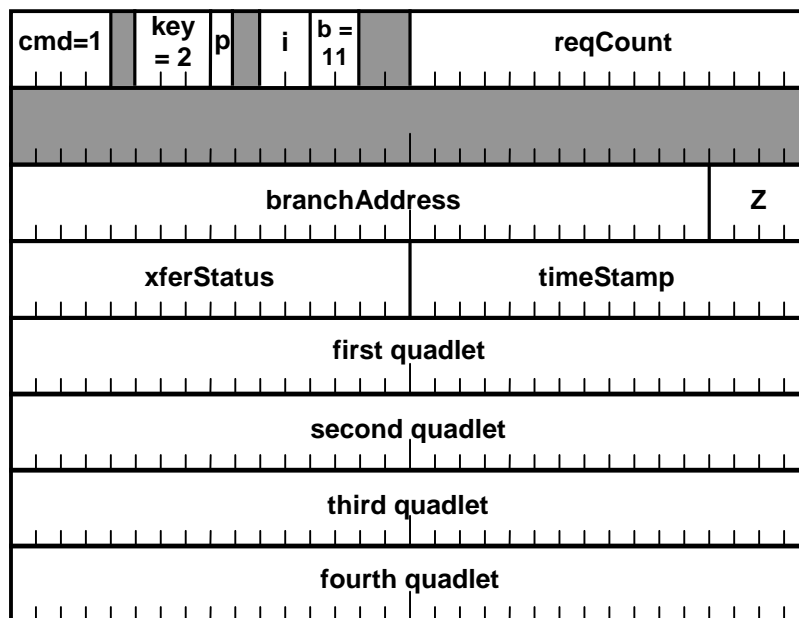 cmd=1 key = 2 p i b = 11 reqCount
branchAddress Z
xferStatus timeStamp
first quadlet
second quadlet
third quadlet
fourth quadlet